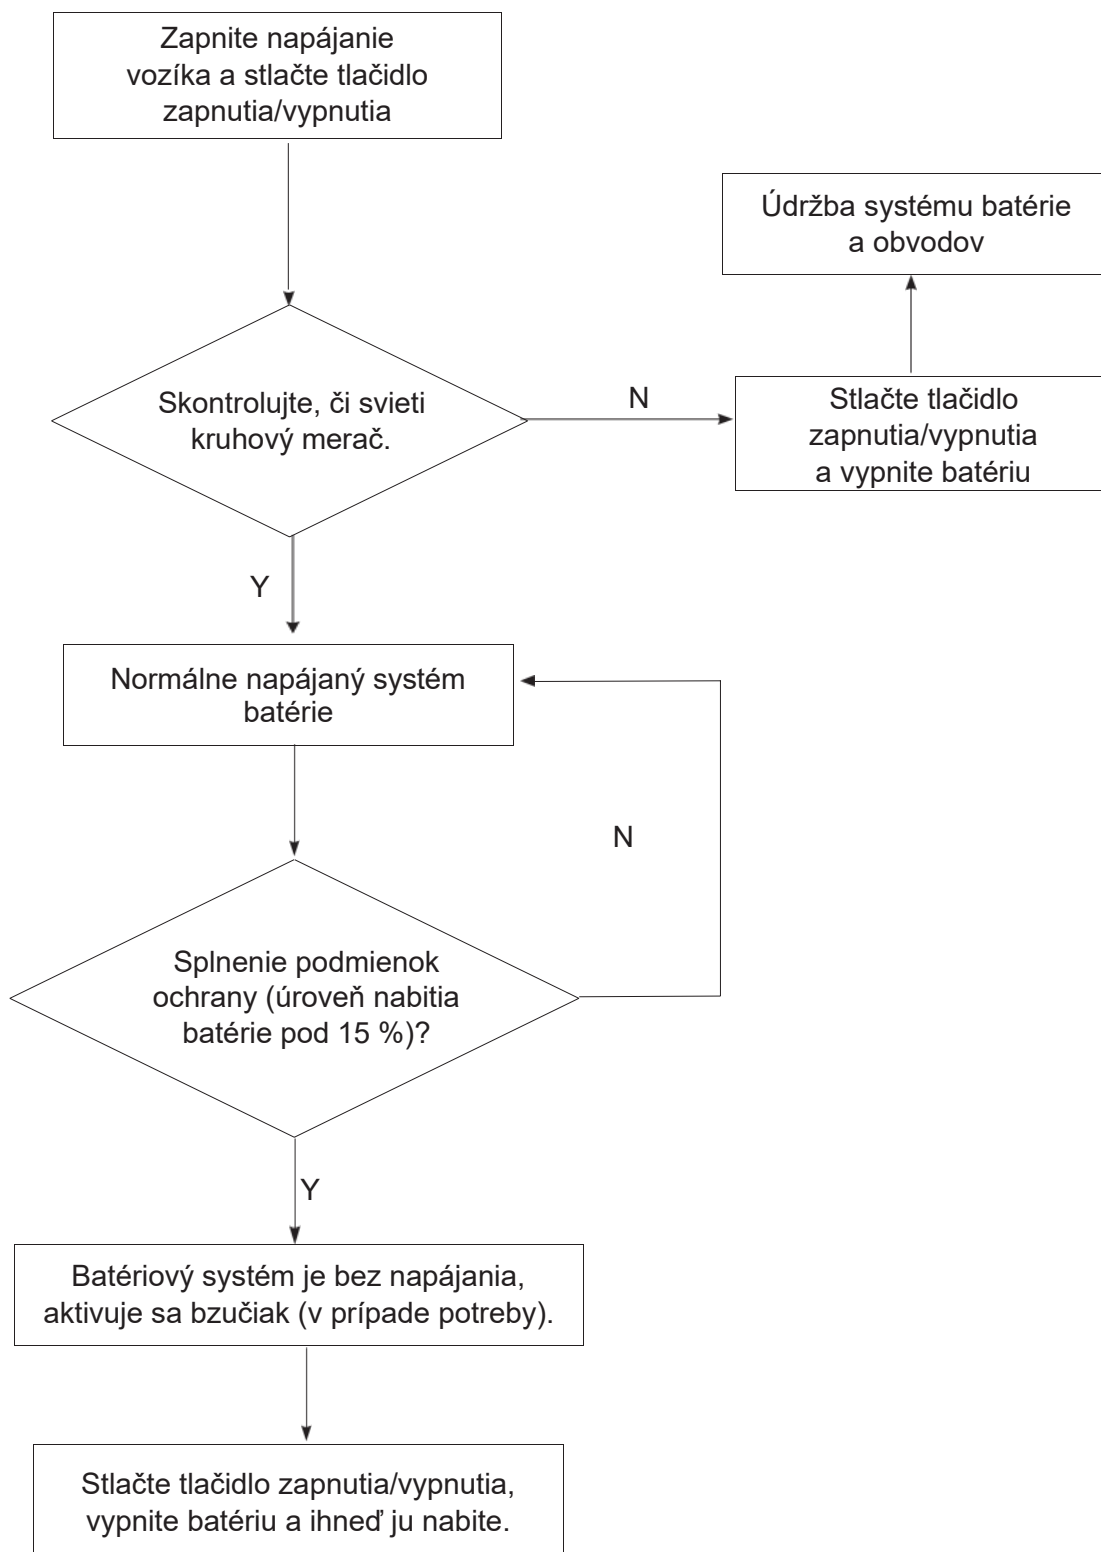 Zapnite napájanie
vozíka a stlačte tlačidlo
zapnutia/vypnutia
Údržba systému batérie
a obvodov
Skontrolujte, či svieti
kruhový merač.
N
Stlačte tlačidlo
zapnutia/vypnutia
a vypnite batériu
Y
Normálne napájaný systém
batérie
N
Splnenie podmienok
ochrany (úroveň nabitia
batérie pod 15 %)?
Y
Batériový systém je bez napájania,
aktivuje sa bzučiak (v prípade potreby).
Stlačte tlačidlo zapnutia/vypnutia,
vypnite batériu a ihneď ju nabite.